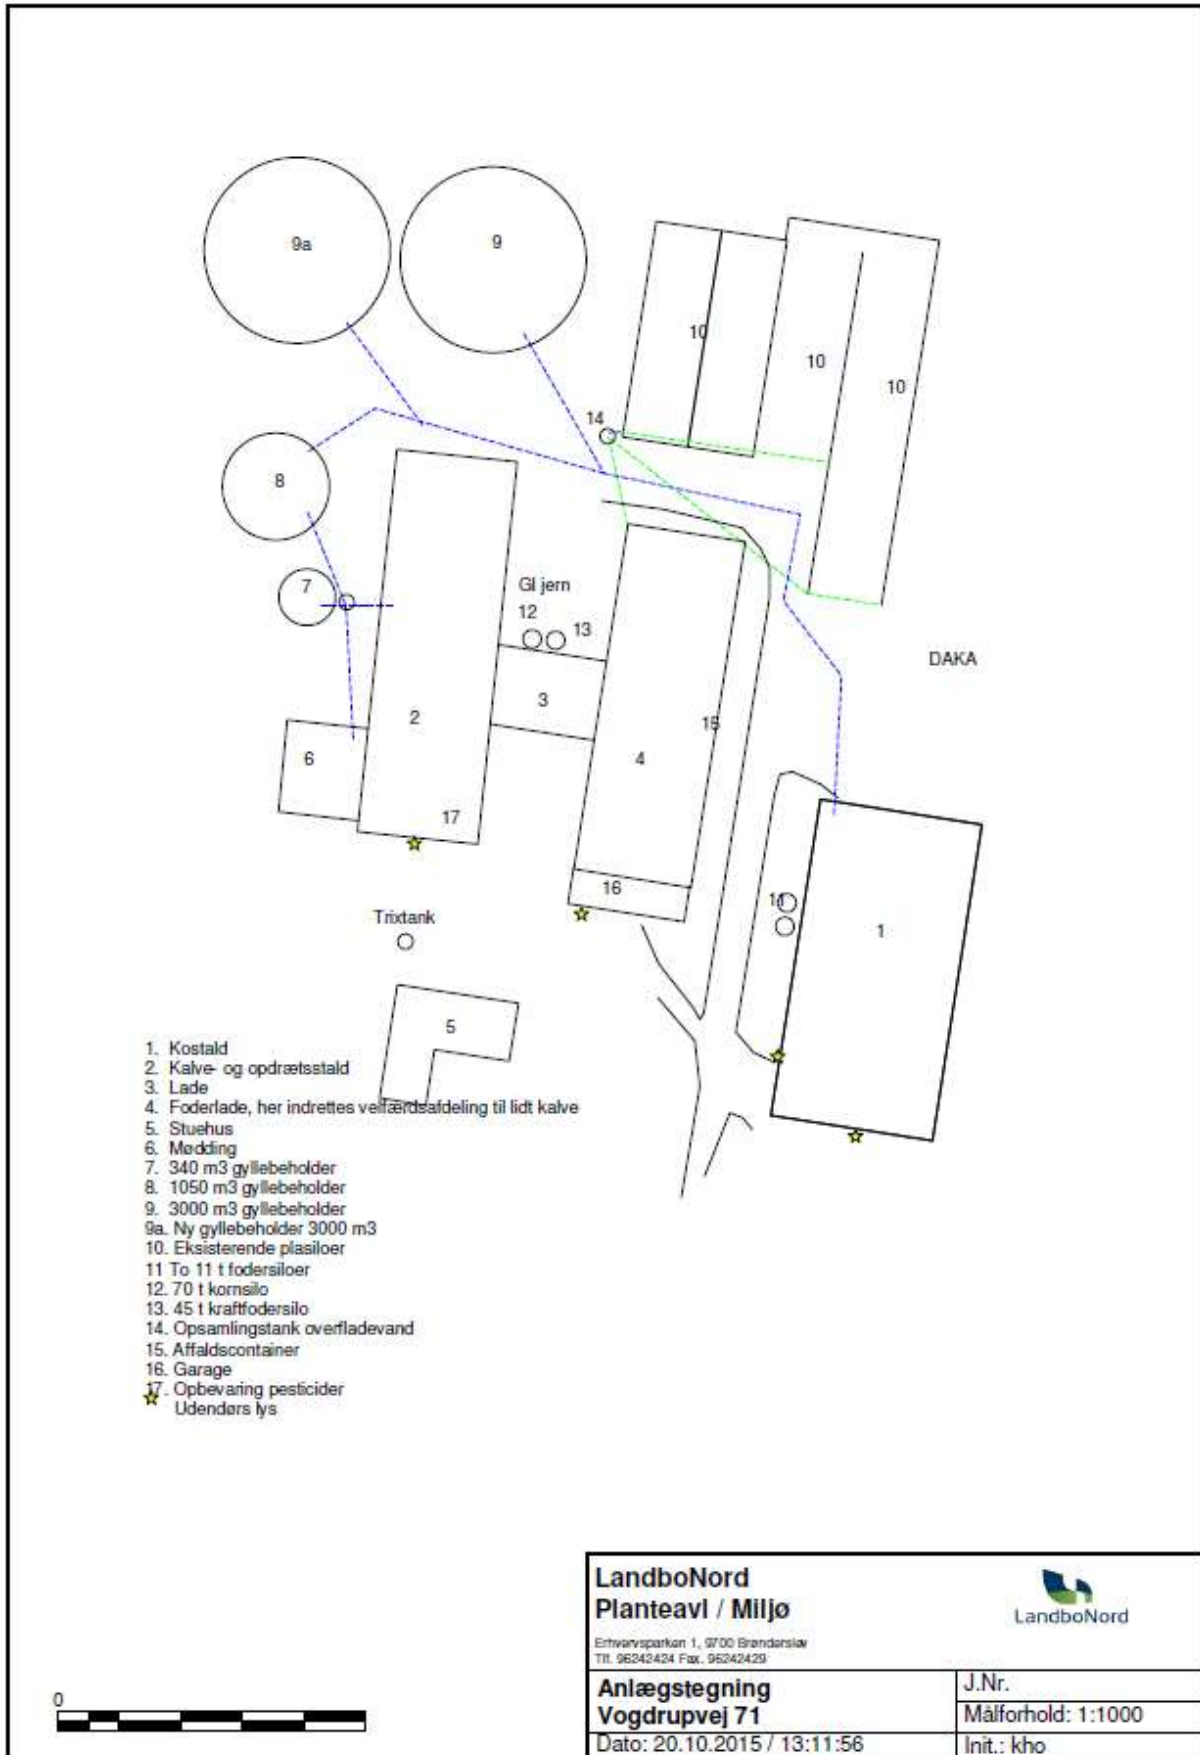 9a
9
10
10
10
14
8
7
Gl jern
12
13
DAKA
3
2
15
4
6
17
16
11
1
Trixtank
5
1. Kostald
2. Kalve- og opdrætsstald
3. Lade
4. Foderlade, her indrettes velfærdsafdeling til lidt kalve
5. Stuehus
6. Mødding
7. 340 m3 gyllebeholder
8. 1050 m3 gyllebeholder
9. 3000 m3 gyllebeholder
9a. Ny gyllebeholder 3000 m3
10. Eksisterende plasiloer
11 To 11 t fodersiloer
12. 70 t kornsilo
13. 45 t kraftfodersilo
14. Opsamlingstank overfladevand
15. Affaldscontainer
16. Garage
17. Opbevaring pesticider
Udendørs lys
0
LandboNord
Planteavl / Miljø
LandboNord
Erhvervsparken 1, 9700 Brønderslev
Tlf. 96242424 Fax. 96242429
Anlægstegning
Vogdrupvej 71
J.Nr.
Målforhold: 1:1000
Dato: 20.10.2015 / 13:11:56
Init.: kho